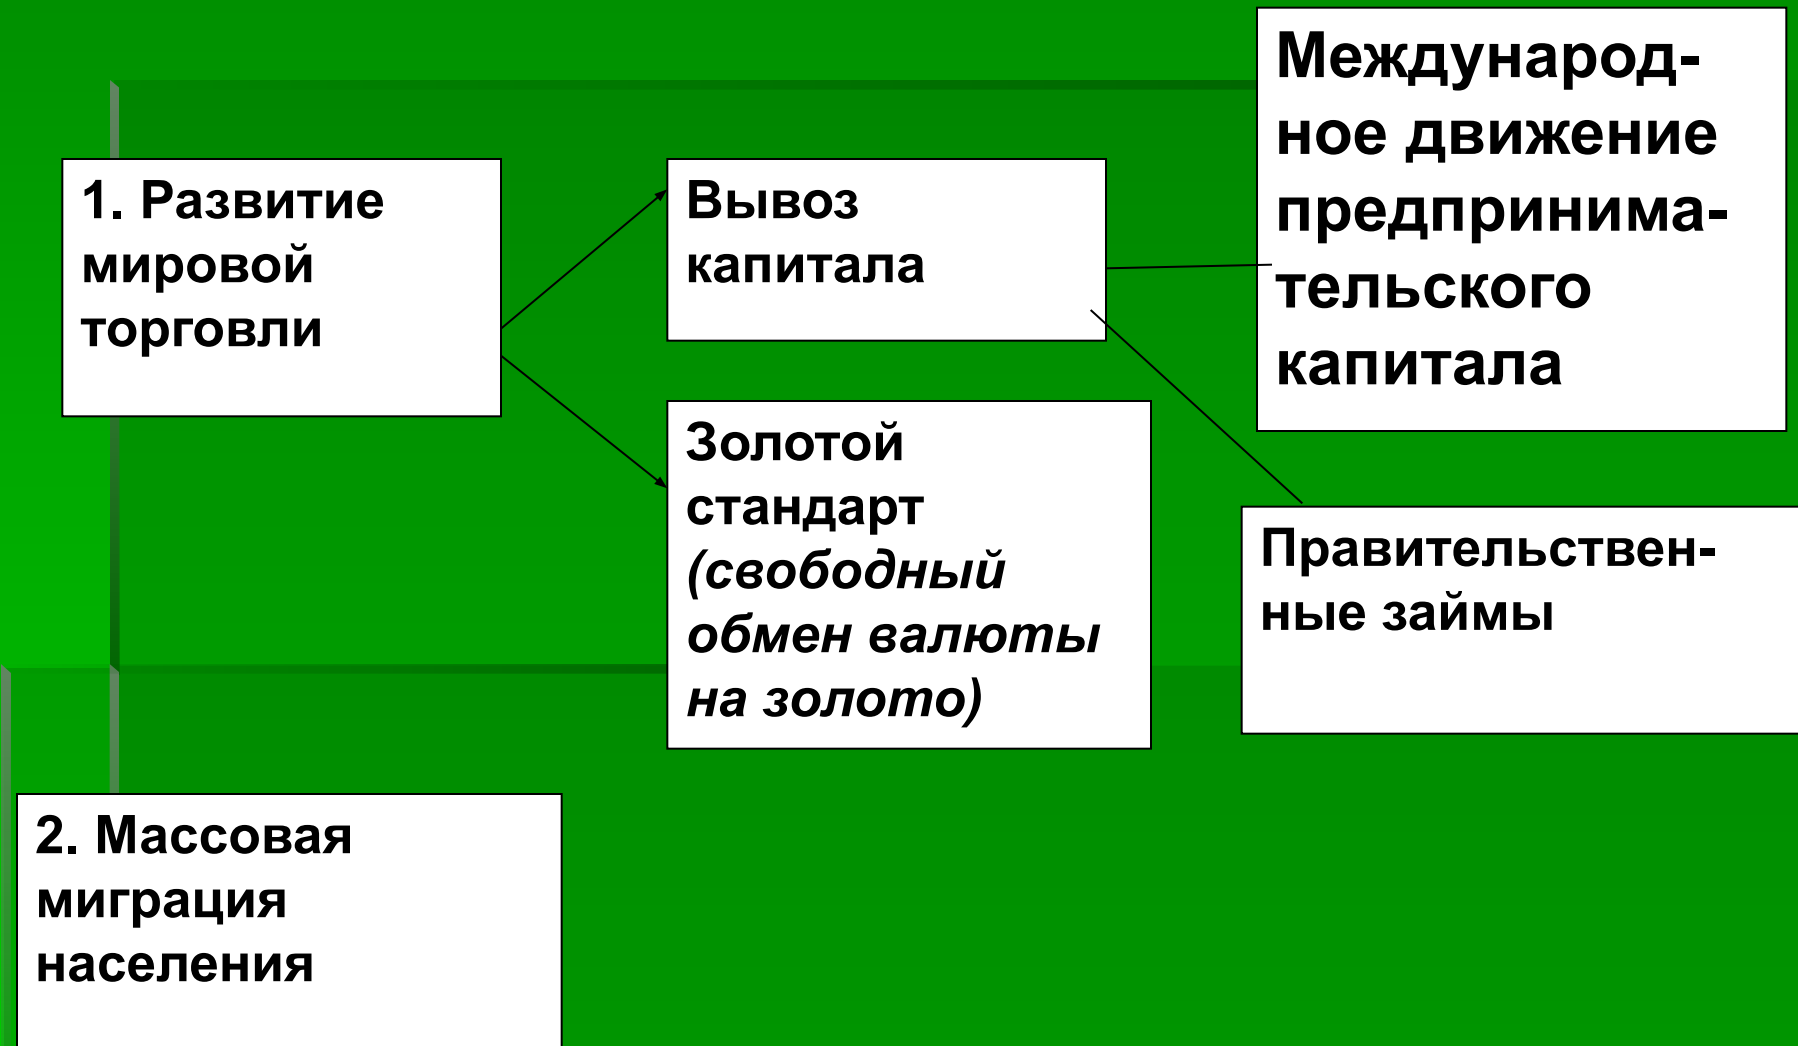 1. Развитие
мировой
торговли
Вывоз
капитала
Международ-
ное движение
предпринима-
тельского
капитала
Золотой
стандарт
(свободный
обмен валюты
на золото)
Правительствен-
ные займы
2. Массовая
миграция
населения